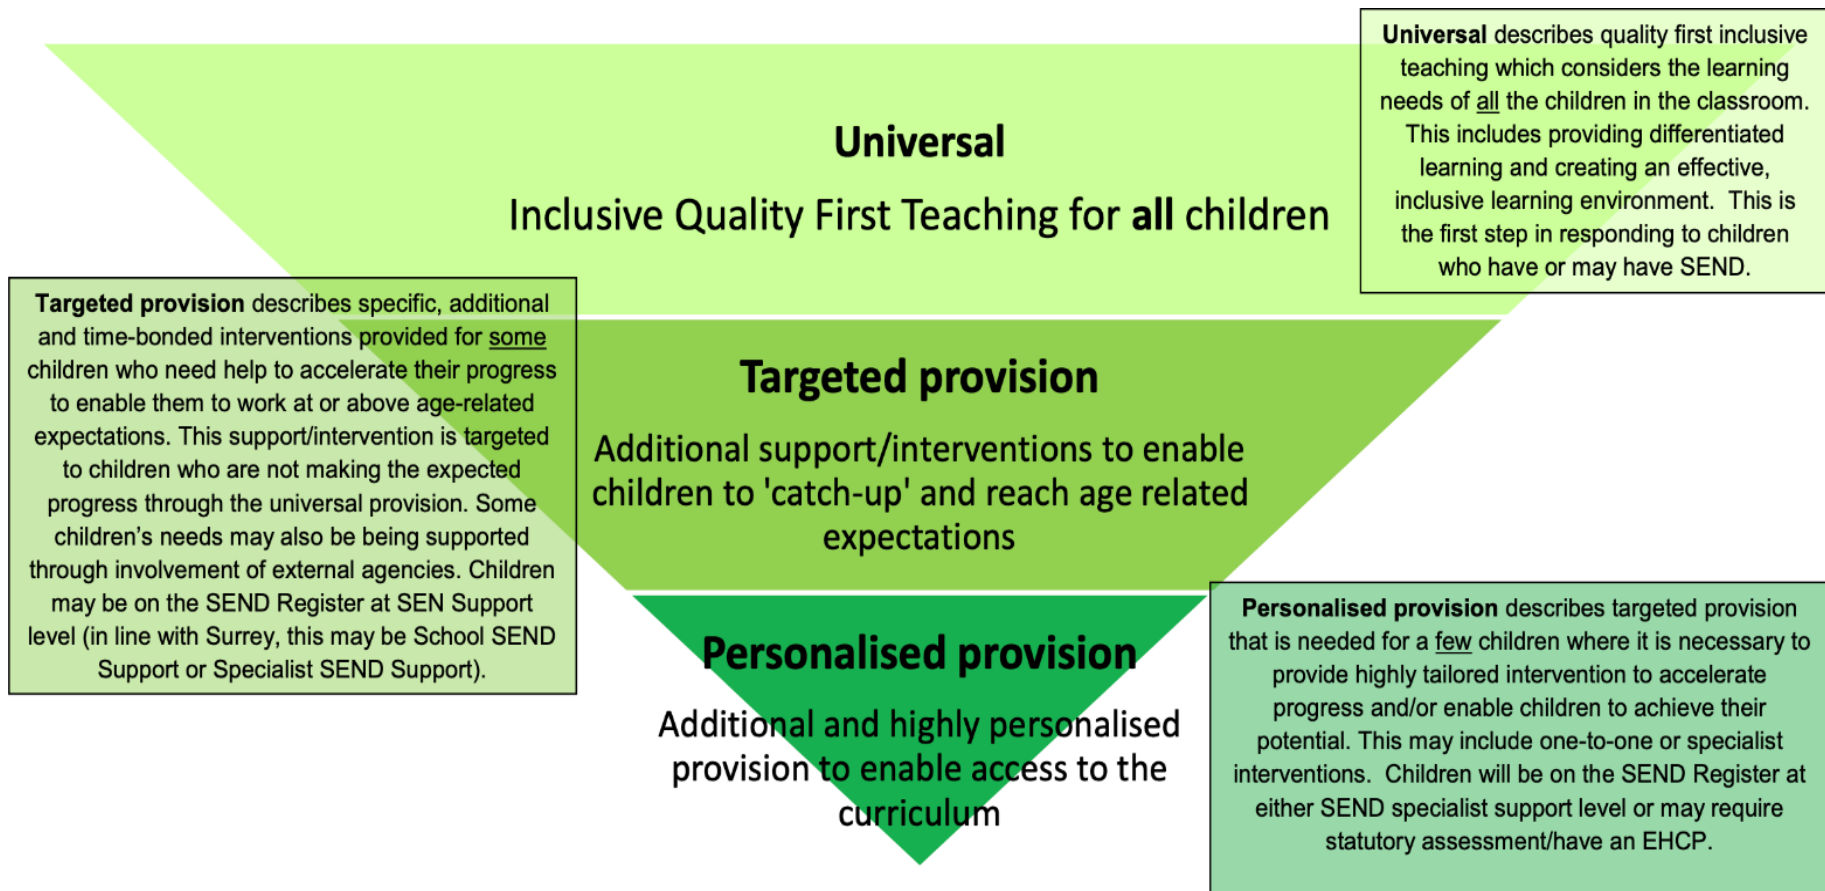 Universal
Inclusive Quality First Teaching for all children
Universal describes quality first inclusive
teaching which considers the learning
needs of all the children in the classroom.
This includes providing differentiated
learning and creating an effective,
inclusive learning environment.  This is
the first step in responding to children
who have or may have SEND.
Targeted provision describes specific, additional
and time-bonded interventions provided for some
children who need help to accelerate their progress
to enable them to work at or above age-related
expectations. This support/intervention is targeted
to children who are not making the expected
progress through the universal provision. Some
children’s needs may also be being supported
through involvement of external agencies. Children
may be on the SEND Register at SEN Support
level (in line with Surrey, this may be School SEND
Support or Specialist SEND Support).
Targeted provision
Additional support/interventions to enable
children to 'catch-up' and reach age related
expectations
Personalised provision
Additional and highly personalised
provision to enable access to the
curriculum
Personalised provision describes targeted provision
that is needed for a few children where it is necessary to
provide highly tailored intervention to accelerate
progress and/or enable children to achieve their
potential. This may include one-to-one or specialist
interventions.  Children will be on the SEND Register at
either SEND specialist support level or may require
statutory assessment/have an EHCP.